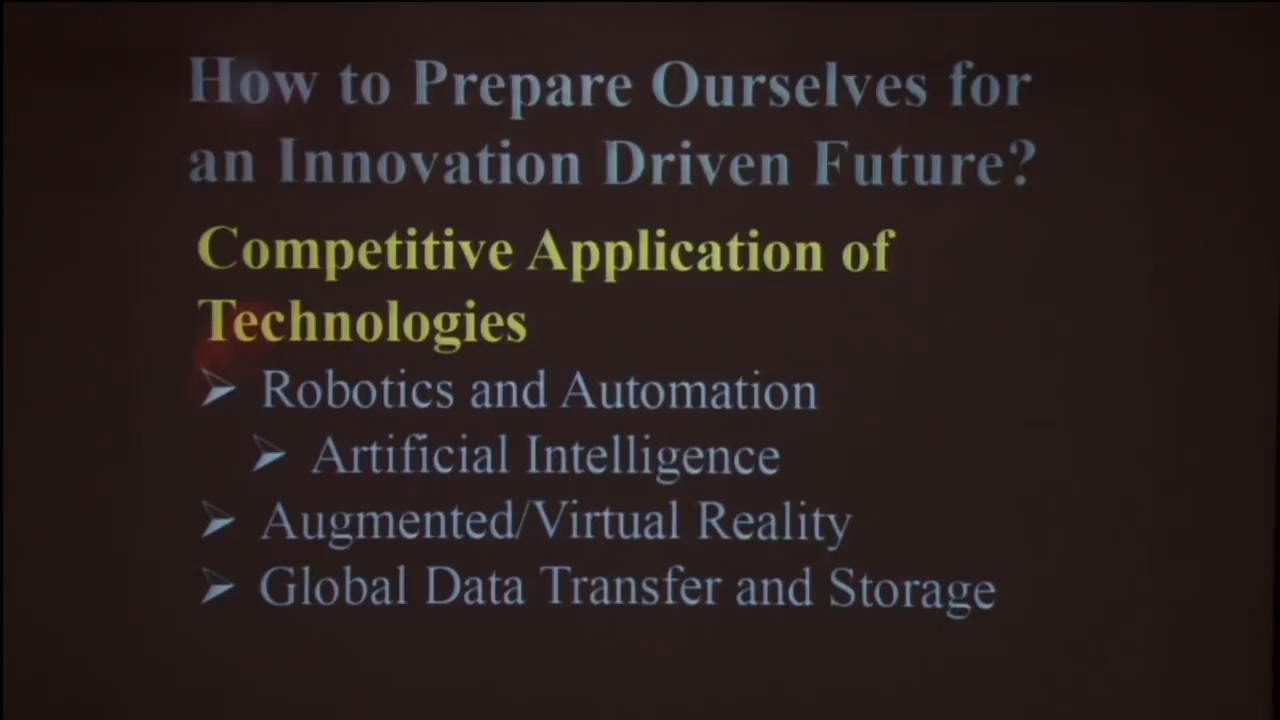 How to Prepare Ourselves for
an Innovation Driven Future?
Competitive Application of
Technologies
➤ Robotics and Automation
➤ Artificial Intelligence
➤ Augmented/Virtual Reality
➤ Global Data Transfer and Storage